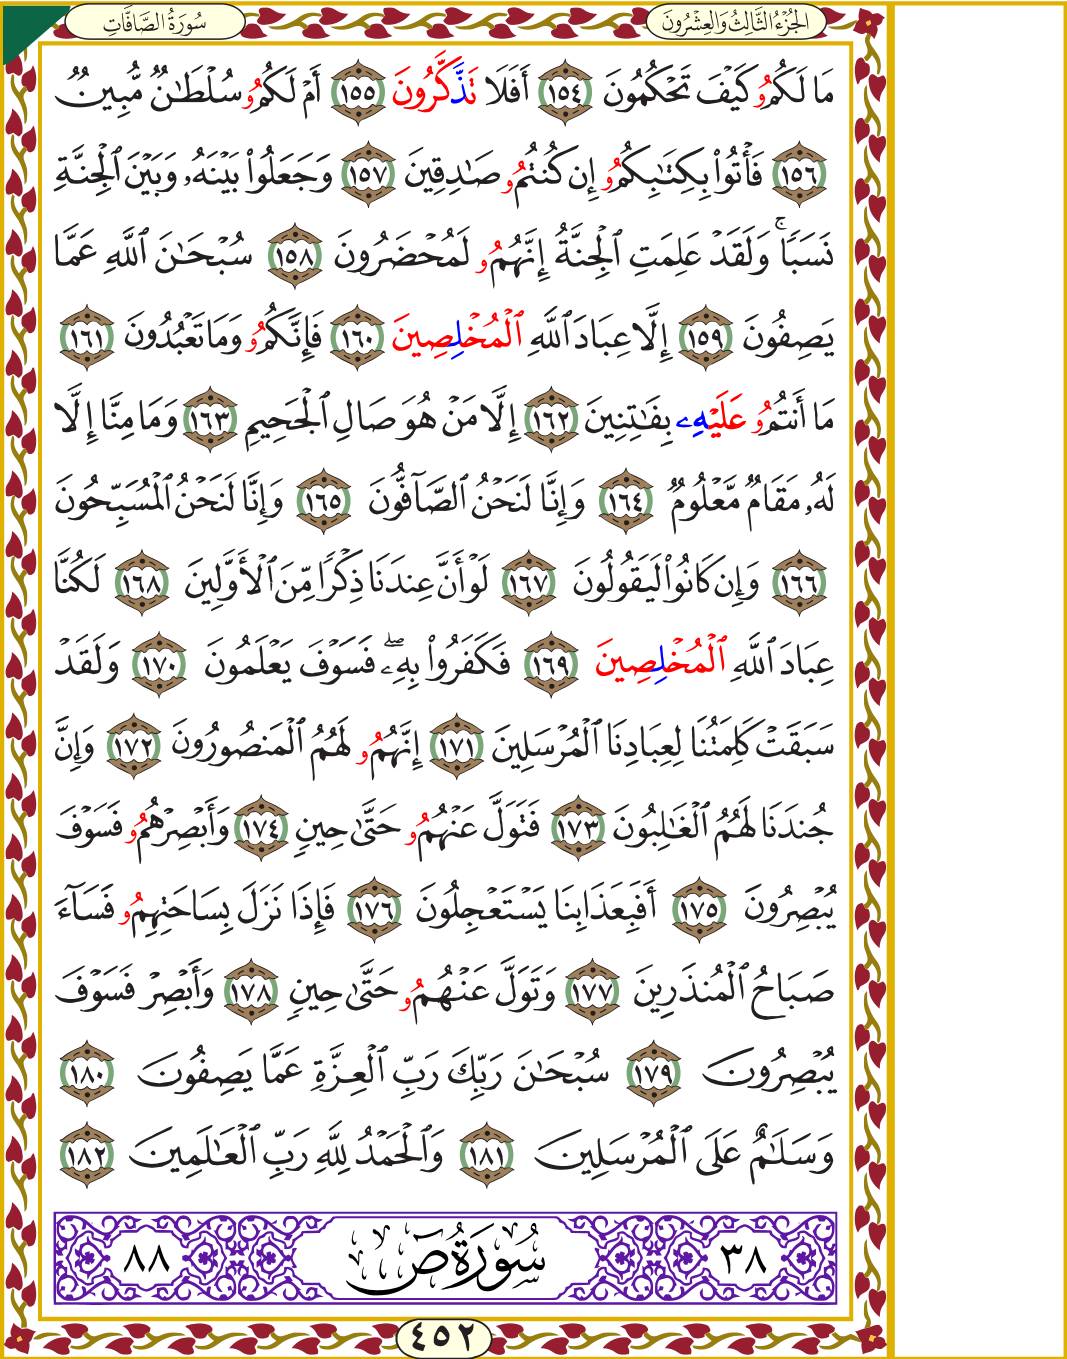 سُورَةُ الصَّافَّاتِ
الجُزْءُ الثَّالِثُ وَالعِشْرُونَ
مَا لَكُمُۥ كَيْفَ تَحْكُمُونَ ١٥٤ أَفَلَا تَذَّكَّرُونَ ١٥٥ أَمْ لَكُمُۥ سُلْطَٰنٌ مُّبِينٌ
١٥٦ فَأْتُوا۟ بِكِتَٰبِكُمُۥ إِن كُنتُمُۥ صَٰدِقِينَ ١٥٧ وَجَعَلُوا۟ بَيْنَهُۥ وَبَيْنَ ٱلْجِنَّةِ
نَسَبًاۚ وَلَقَدْ عَلِمَتِ ٱلْجِنَّةُ إِنَّهُمُۥ لَمُحْضَرُونَ ١٥٨ سُبْحَٰنَ ٱللَّهِ عَمَّا
يَصِفُونَ ١٥٩ إِلَّا عِبَادَ ٱللَّهِ ٱلْمُخْلِصِينَ ١٦٠ فَإِنَّكُمُۥ وَمَا تَعْبُدُونَ ١٦١
مَا أَنتُمُۥ عَلَيْهِۦ بِفَٰتِنِينَ ١٦٢ إِلَّا مَنْ هُوَ صَالِ ٱلْجَحِيمِ ١٦٣ وَمَا مِنَّا إِلَّا
لَهُۥ مَقَامٌ مَّعْلُومٌ ١٦٤ وَإِنَّا لَنَحْنُ ٱلصَّآفُّونَ ١٦٥ وَإِنَّا لَنَحْنُ ٱلْمُسَبِّحُونَ
١٦٦ وَإِن كَانُوا۟ لَيَقُولُونَ ١٦٧ لَوْ أَنَّ عِندَنَا ذِكْرًا مِّنَ ٱلْأَوَّلِينَ ١٦٨ لَكُنَّا
عِبَادَ ٱللَّهِ ٱلْمُخْلِصِينَ ١٦٩ فَكَفَرُوا۟ بِهِۦۖ فَسَوْفَ يَعْلَمُونَ ١٧٠ وَلَقَدْ
سَبَقَتْ كَلِمَتُنَا لِعِبَادِنَا ٱلْمُرْسَلِينَ ١٧١ إِنَّهُمُۥ لَهُمُ ٱلْمَنصُورُونَ ١٧٢ وَإِنَّ
جُندَنَا لَهُمُ ٱلْغَٰلِبُونَ ١٧٣ فَتَوَلَّ عَنْهُمُۥ حَتَّىٰ حِينٍ ١٧٤ وَأَبْصِرْهُمُۥ فَسَوْفَ
يُبْصِرُونَ ١٧٥ أَفَبِعَذَابِنَا يَسْتَعْجِلُونَ ١٧٦ فَإِذَا نَزَلَ بِسَاحَتِهِمُۥ فَسَآءَ
صَبَاحُ ٱلْمُنذَرِينَ ١٧٧ وَتَوَلَّ عَنْهُمُۥ حَتَّىٰ حِينٍ ١٧٨ وَأَبْصِرْ فَسَوْفَ
يُبْصِرُونَ ١٧٩ سُبْحَٰنَ رَبِّكَ رَبِّ ٱلْعِزَّةِ عَمَّا يَصِفُونَ ١٨٠
وَسَلَٰمٌ عَلَى ٱلْمُرْسَلِينَ ١٨١ وَٱلْحَمْدُ لِلَّهِ رَبِّ ٱلْعَٰلَمِينَ ١٨٢
٣٨ سُورَةُ صٓ ٨٨
٤٥٢